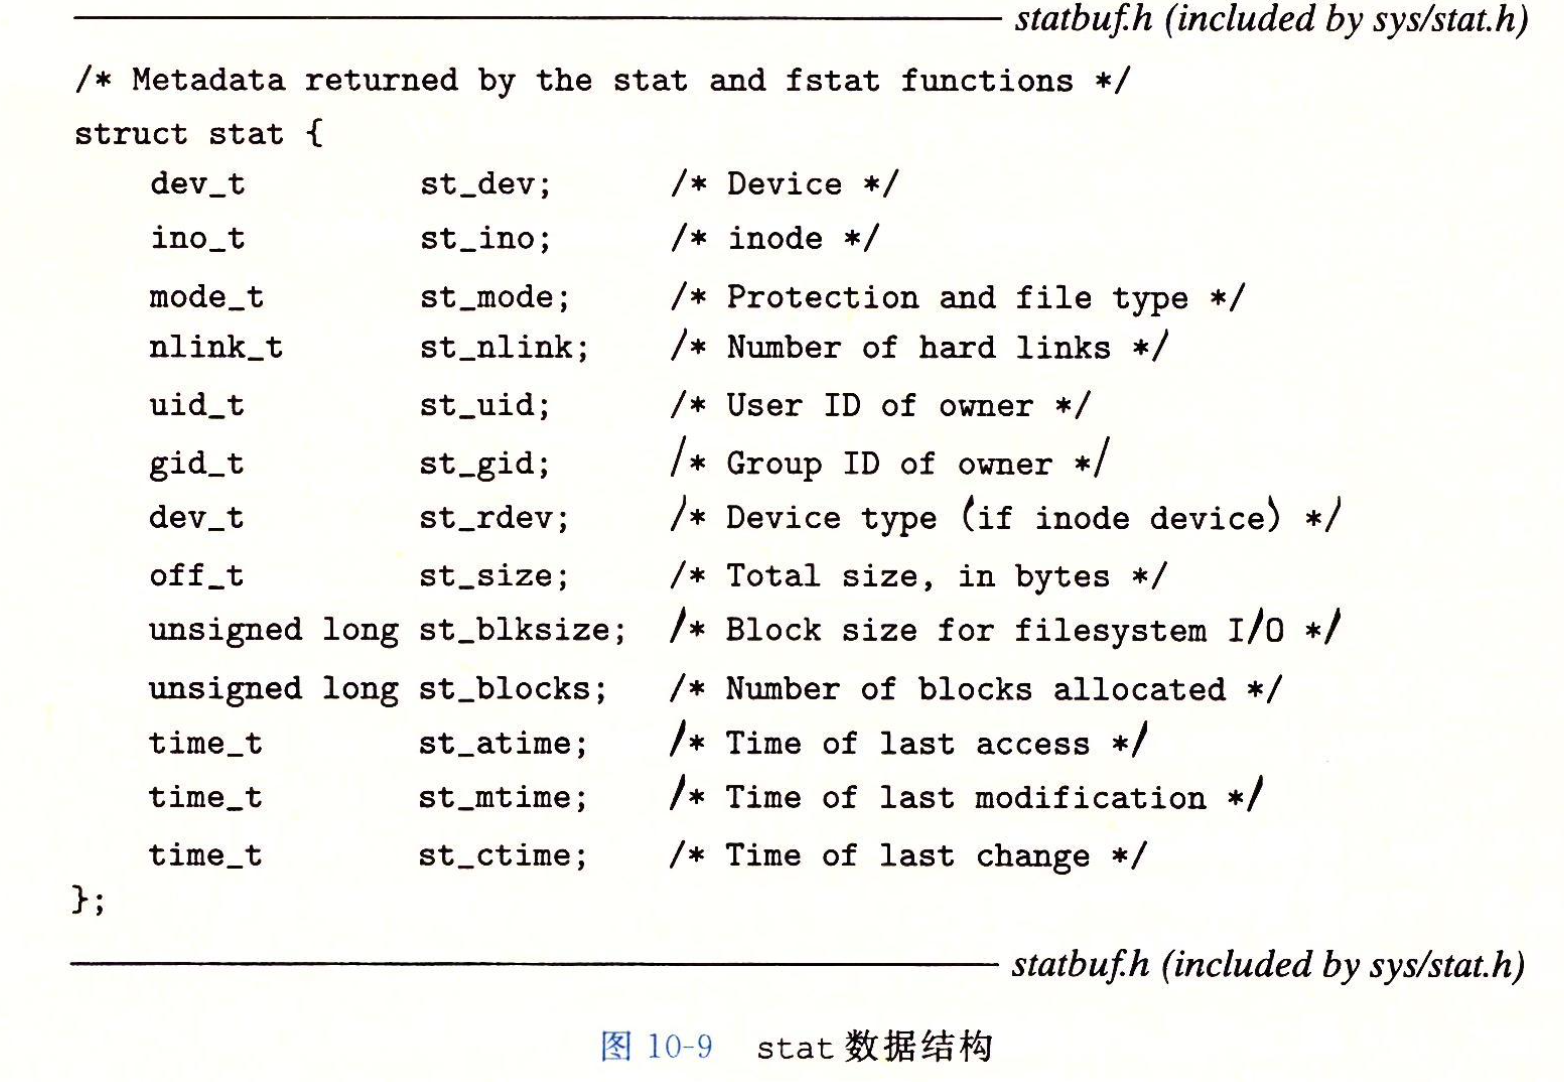 statbuf.h (included by sys/stat.h)
/* Metadata returned by the stat and fstat functions */
struct stat {
    dev_t         st_dev;      /* Device */
    ino_t         st_ino;      /* inode */
    mode_t        st_mode;     /* Protection and file type */
    nlink_t       st_nlink;    /* Number of hard links */
    uid_t         st_uid;      /* User ID of owner */
    gid_t         st_gid;      /* Group ID of owner */
    dev_t         st_rdev;     /* Device type (if inode device) */
    off_t         st_size;     /* Total size, in bytes */
    unsigned long st_blksize;  /* Block size for filesystem I/O */
    unsigned long st_blocks;   /* Number of blocks allocated */
    time_t        st_atime;    /* Time of last access */
    time_t        st_mtime;    /* Time of last modification */
    time_t        st_ctime;    /* Time of last change */
};
statbuf.h (included by sys/stat.h)
图 10-9 stat 数据结构